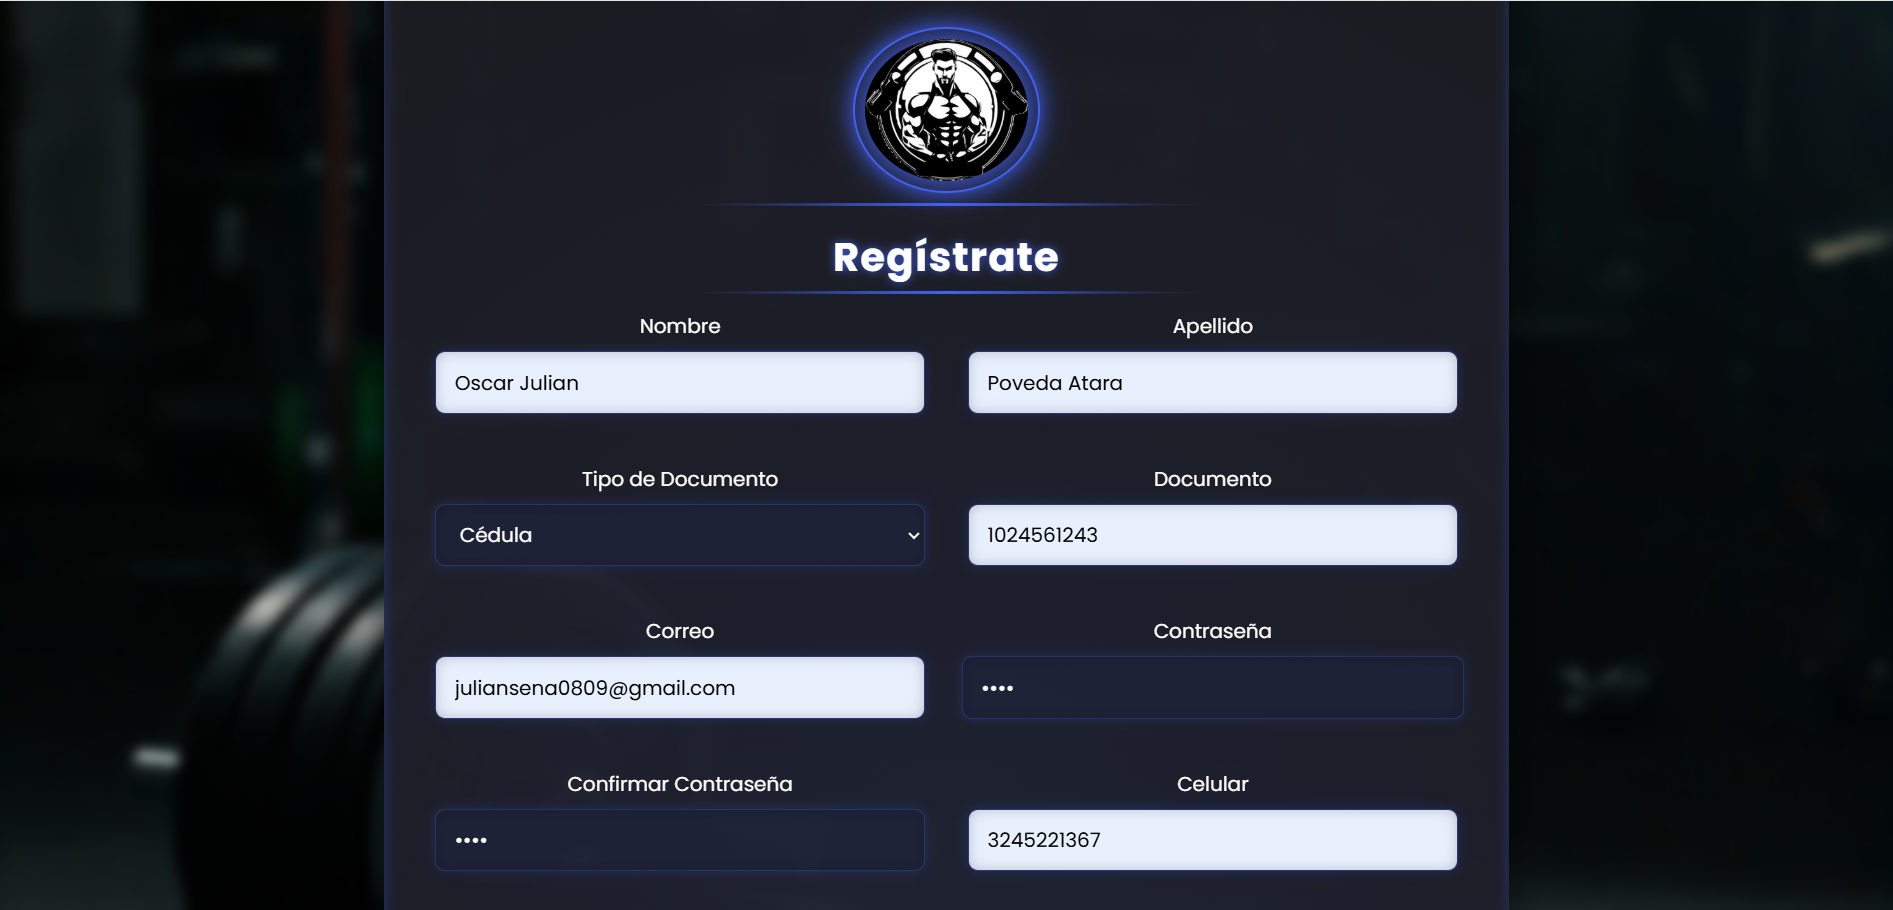 Regístrate
Nombre
Apellido
Oscar Julian
Poveda Atara
Tipo de Documento
Documento
Cédula
1024561243
Correo
Contraseña
juliansena0809@gmail.com
••••
Confirmar Contraseña
Celular
••••
3245221367